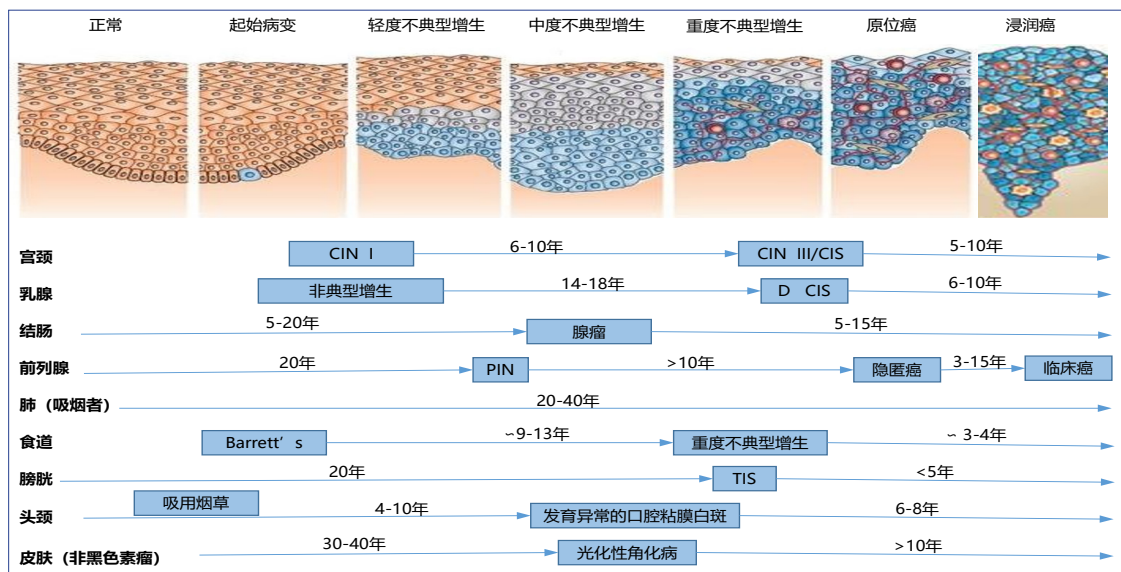 正常 起始病变 轻度不典型增生 中度不典型增生 重度不典型增生 原位癌 浸润癌
宫颈 CIN I 6-10年 CIN III/CIS 5-10年
乳腺 非典型增生 14-18年 D CIS 6-10年
结肠 5-20年 腺瘤 5-15年
前列腺 20年 PIN >10年 隐匿癌 3-15年 临床癌
肺（吸烟者） 20-40年
食道 Barrett’s ~9-13年 重度不典型增生 ~ 3-4年
膀胱 20年 TIS <5年
吸用烟草
头颈 4-10年 发育异常的口腔粘膜白斑 6-8年
皮肤（非黑色素瘤） 30-40年 光化性角化病 >10年